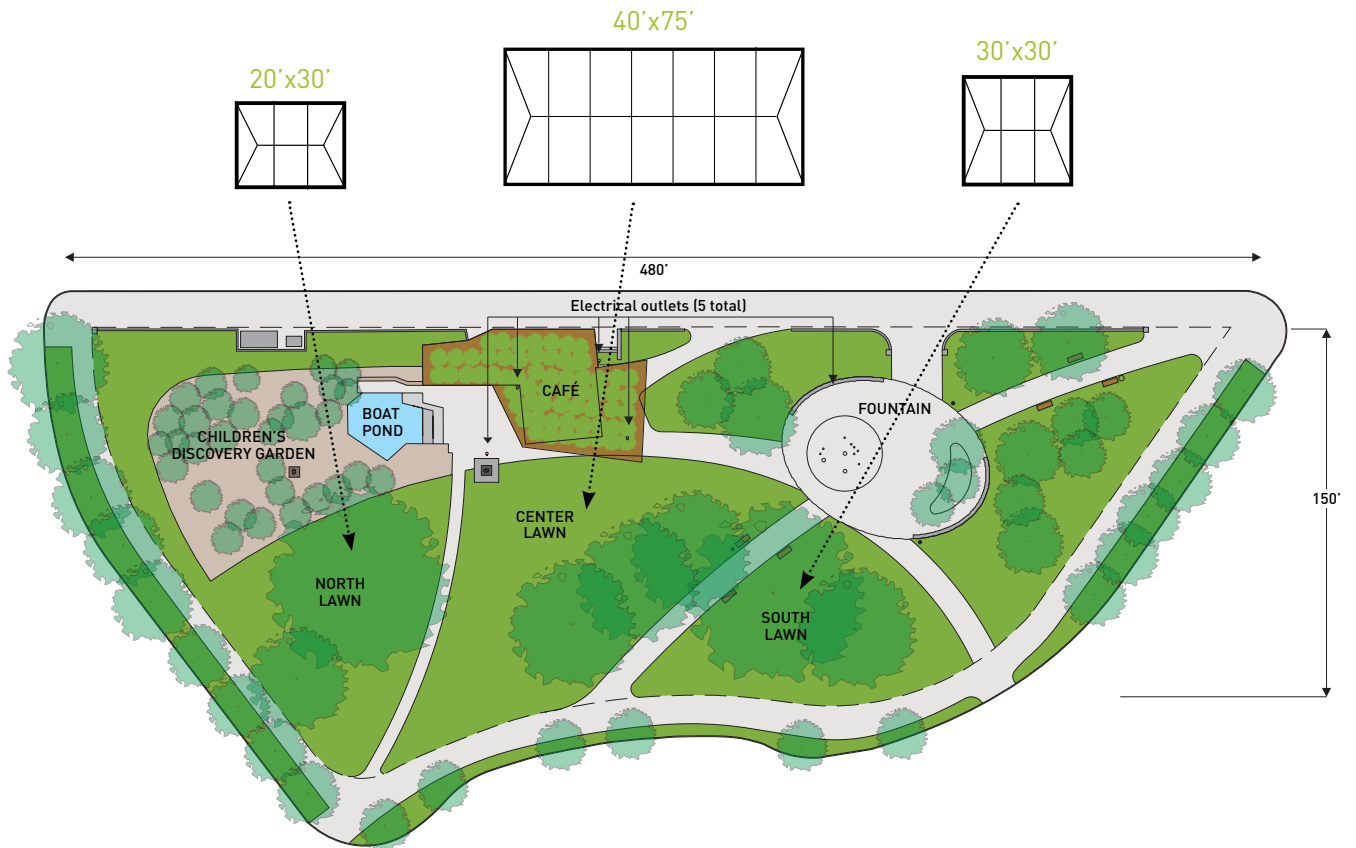 40'x75'
20'x30'
30'x30'
480'
Electrical outlets (5 total)
CAFÉ
BOAT
POND
FOUNTAIN
CHILDREN'S
DISCOVERY GARDEN
150'
CENTER
LAWN
NORTH
LAWN
SOUTH
LAWN